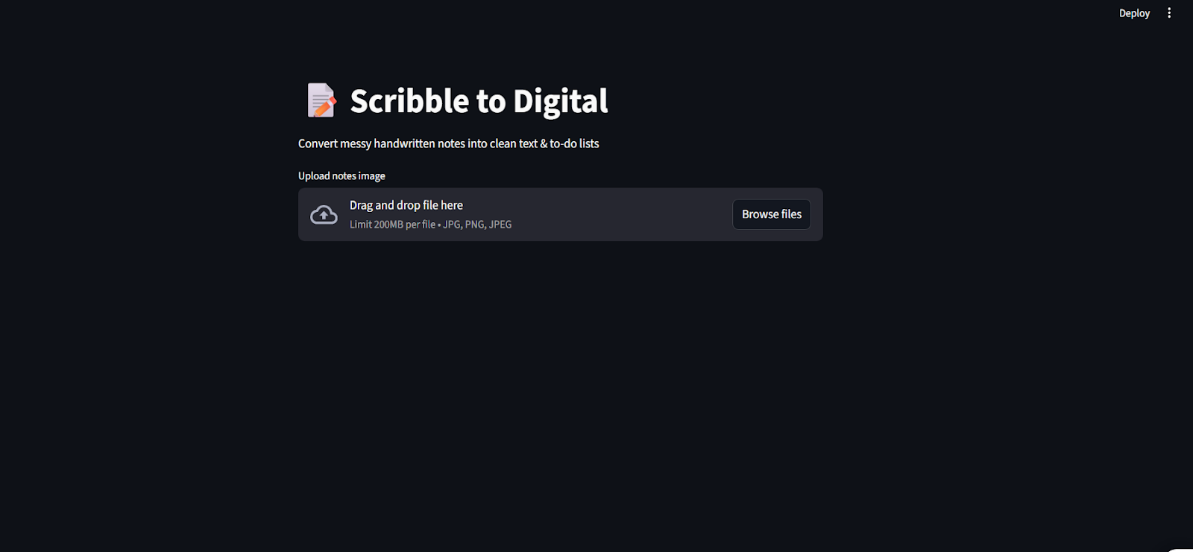 Deploy
Scribble to Digital
Convert messy handwritten notes into clean text & to-do lists
Upload notes image
Drag and drop file here
Limit 200MB per file • JPG, PNG, JPEG
Browse files